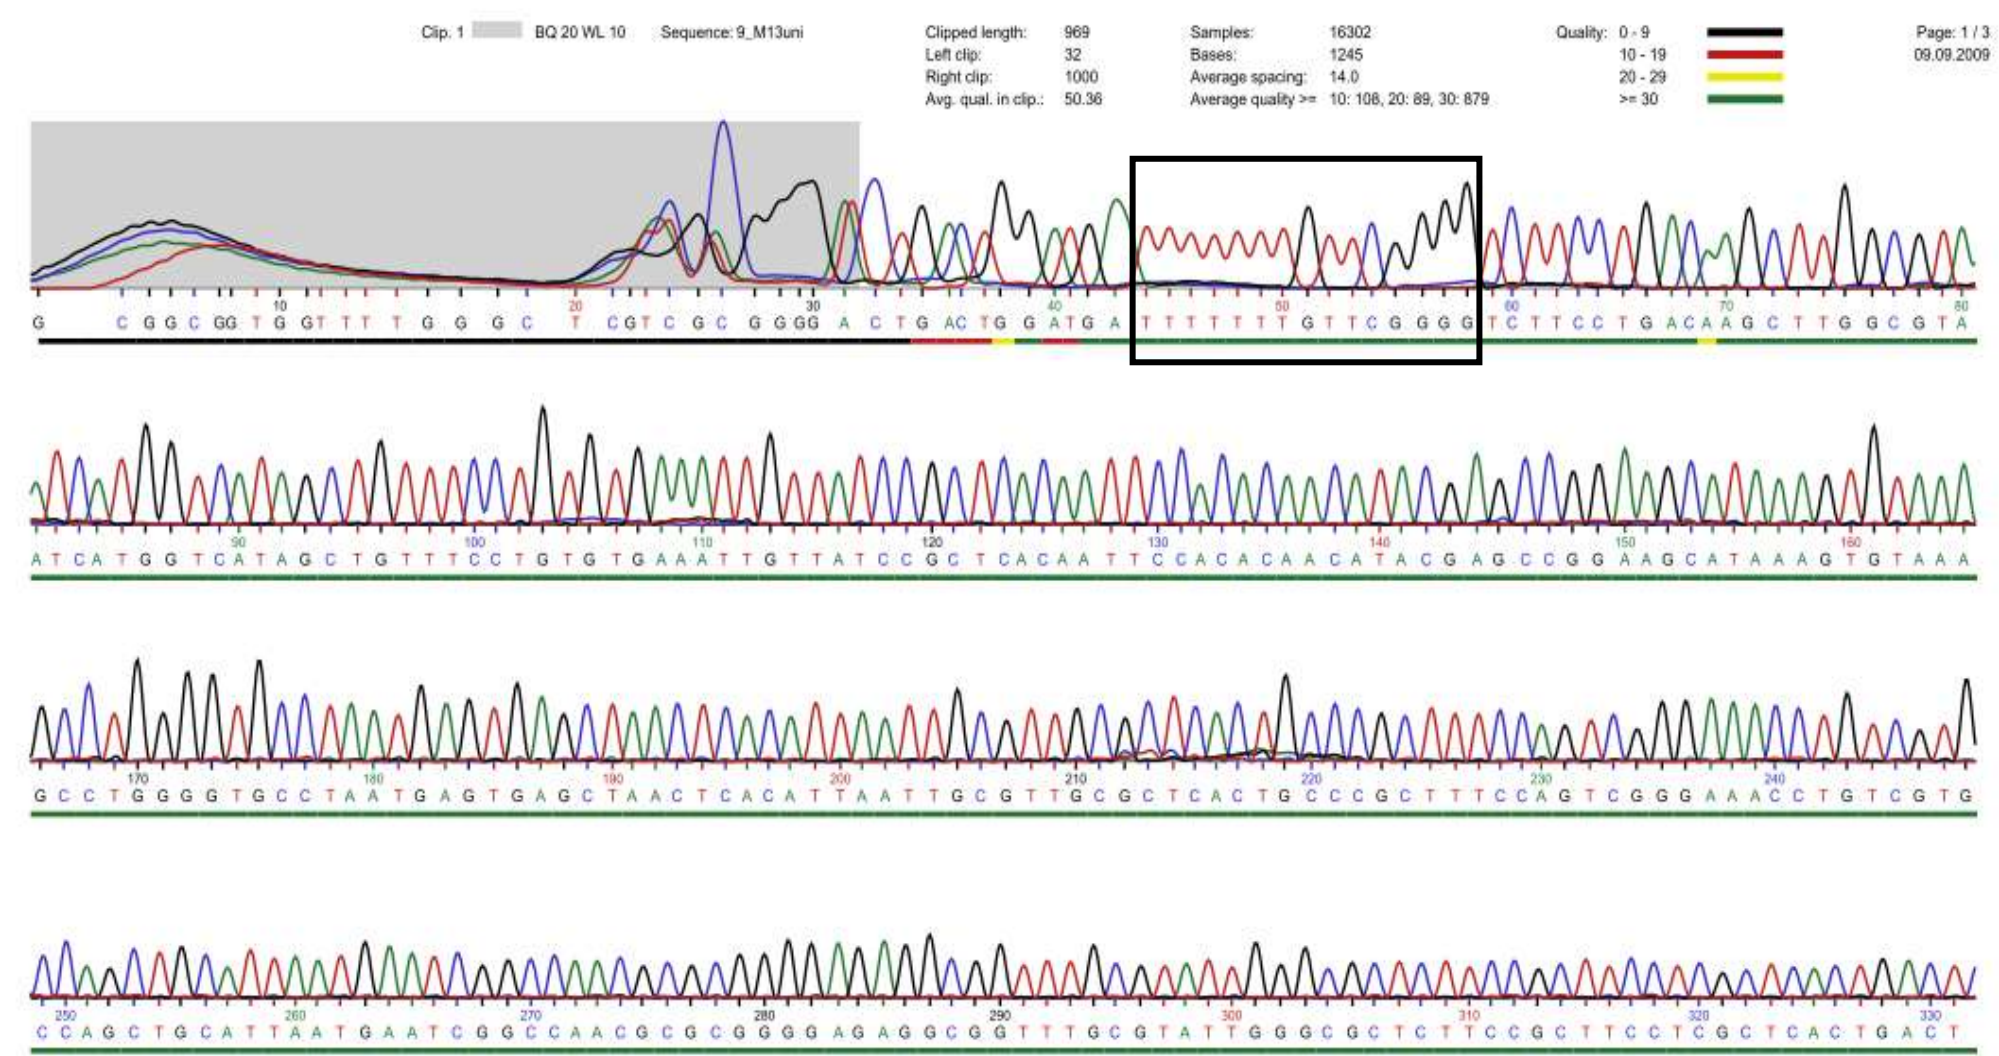 Clip. 1 BQ 20 WL 10 Sequence: 9_M13uni Clipped length: 969 Samples: 16302 Quality: 0 - 9 Page: 1 / 3
Left clip: 32 Bases: 1245 10 - 19 09.09.2009
Right clip: 1000 Average spacing: 14.0 20 - 29
Avg. qual. in clip.: 50.36 Average quality >= 10: 108, 20: 89, 30: 879 >= 30
10 20 30 40 50 60 70 80
G C G G C GG T G GT T T T G G G C T C G T C G C G G G G A C T G A C T G G A T G A T T T T T T T G T T C G G G G T C T T C C T G A C A A G C T T G G C G T A
90 100 110 120 130 140 150 160
A T C A T G G T C A T A G C T G T T T C C T G T G T G A A A T T G T T A T C C G C T C A C A A T T C C A C A C A A C A T A C G A G C C G G A A G C A T A A A G T G T A A A
170 180 190 200 210 220 230 240
G C C T G G G G T G C C T A A T G A G T G A G C T A A C T C A C A T T A A T T G C G T T G C G C T C A C T G C C C G C T T T C C A G T C G G G A A A C C T G T C G T G
250 260 270 280 290 300 310 320 330
C C A G C T G C A T T A A T G A A T C G G C C A A C G C G C G G G G A G A G G C G G T T T G C G T A T T G G G C G C T C T T C C G C T T C C T C G C T C A C T G A C T